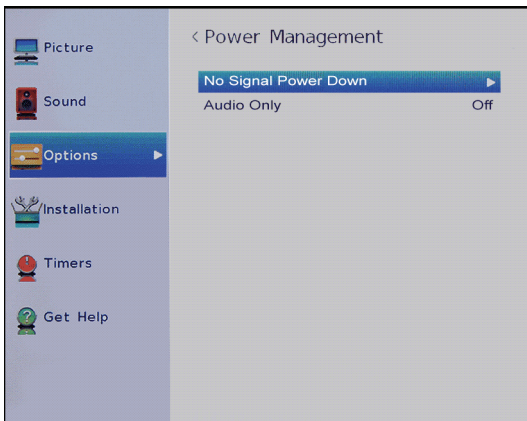 Picture
Sound
Options
Installation
Timers
Get Help
< Power Management
No Signal Power Down
Audio Only Off